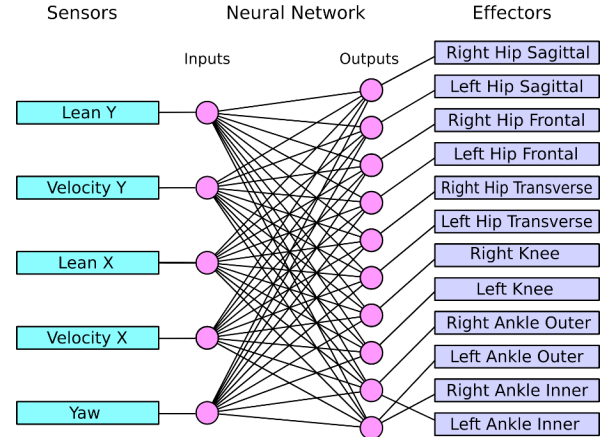 Sensors
Neural Network
Effectors
Inputs
Outputs
Lean Y
Velocity Y
Lean X
Velocity X
Yaw
Right Hip Sagittal
Left Hip Sagittal
Right Hip Frontal
Left Hip Frontal
Right Hip Transverse
Left Hip Transverse
Right Knee
Left Knee
Right Ankle Outer
Left Ankle Outer
Right Ankle Inner
Left Ankle Inner